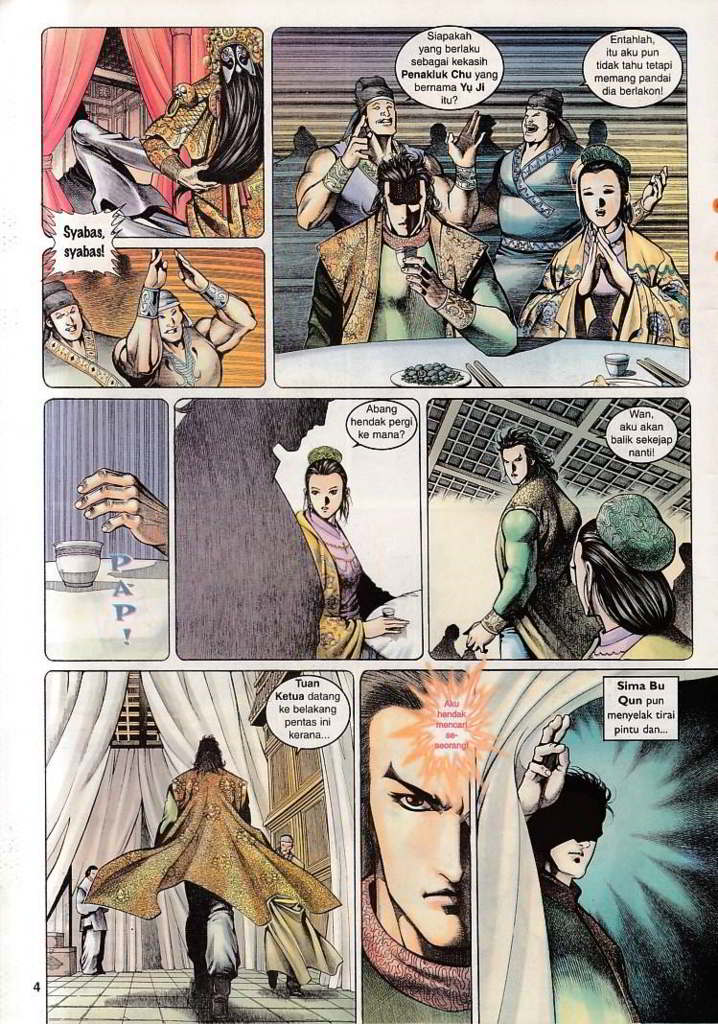 Syabas,
syabas!
Siapakah
yang berlaku
sebagai kekasih
Penakluk Chu yang
bernama Yu Ji
itu?
Entahlah,
itu aku pun
tidak tahu tetapi
memang pandai
dia berlakon!
PAP!
Abang
hendak pergi
ke mana?
Wan,
aku akan
balik sekejap
nanti!
Tuan
Ketua datang
ke belakang
pentas ini
kerana...
Aku
hendak
mencari
se-
seorang!
Sima Bu
Qun pun
menyelak tirai
pintu dan...
4